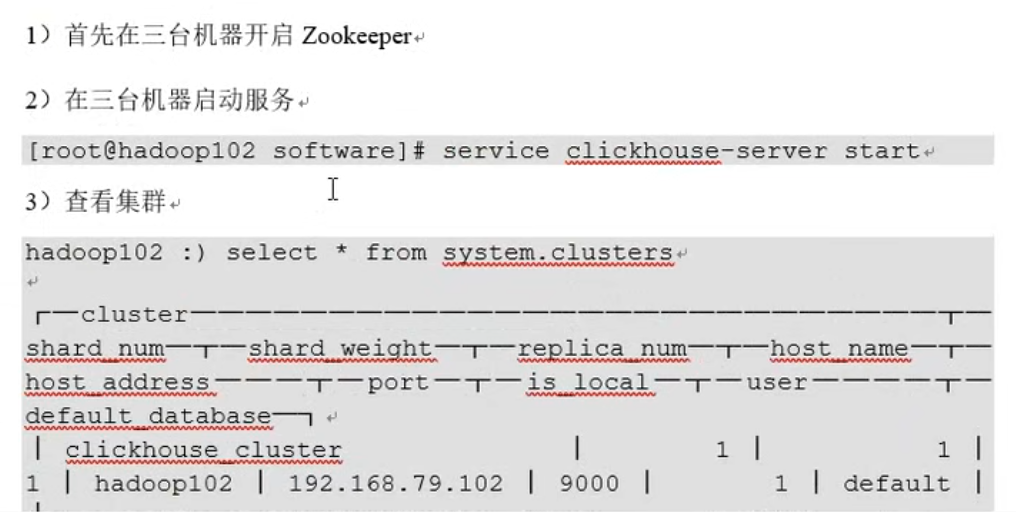 1）首先在三台机器开启 Zookeeper
2）在三台机器启动服务
[root@hadoop102 software]# service clickhouse-server start
3）查看集群
hadoop102 :) select * from system.clusters
┌─cluster───────────────────────────┬─
shard_num─┬─shard_weight─┬─replica_num─┬─host_name─┬─
host_address───┬─port─┬─is_local─┬─user────┬─
default_database─┐
│ clickhouse_cluster │ 1 │ 1 │
1 │ hadoop102 │ 192.168.79.102 │ 9000 │ 1 │ default │